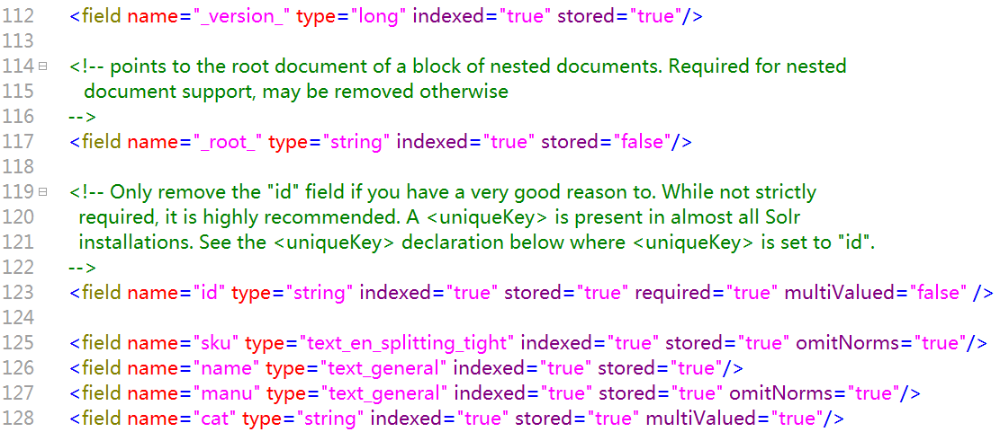 112 <field name="_version_" type="long" indexed="true" stored="true"/>
113
114 <!-- points to the root document of a block of nested documents. Required for nested
115 document support, may be removed otherwise
116 -->
117 <field name="_root_" type="string" indexed="true" stored="false"/>
118
119 <!-- Only remove the "id" field if you have a very good reason to. While not strictly
120 required, it is highly recommended. A <uniqueKey> is present in almost all Solr
121 installations. See the <uniqueKey> declaration below where <uniqueKey> is set to "id".
122 -->
123 <field name="id" type="string" indexed="true" stored="true" required="true" multiValued="false" />
124
125 <field name="sku" type="text_en_splitting_tight" indexed="true" stored="true" omitNorms="true"/>
126 <field name="name" type="text_general" indexed="true" stored="true"/>
127 <field name="manu" type="text_general" indexed="true" stored="true" omitNorms="true"/>
128 <field name="cat" type="string" indexed="true" stored="true" multiValued="true"/>